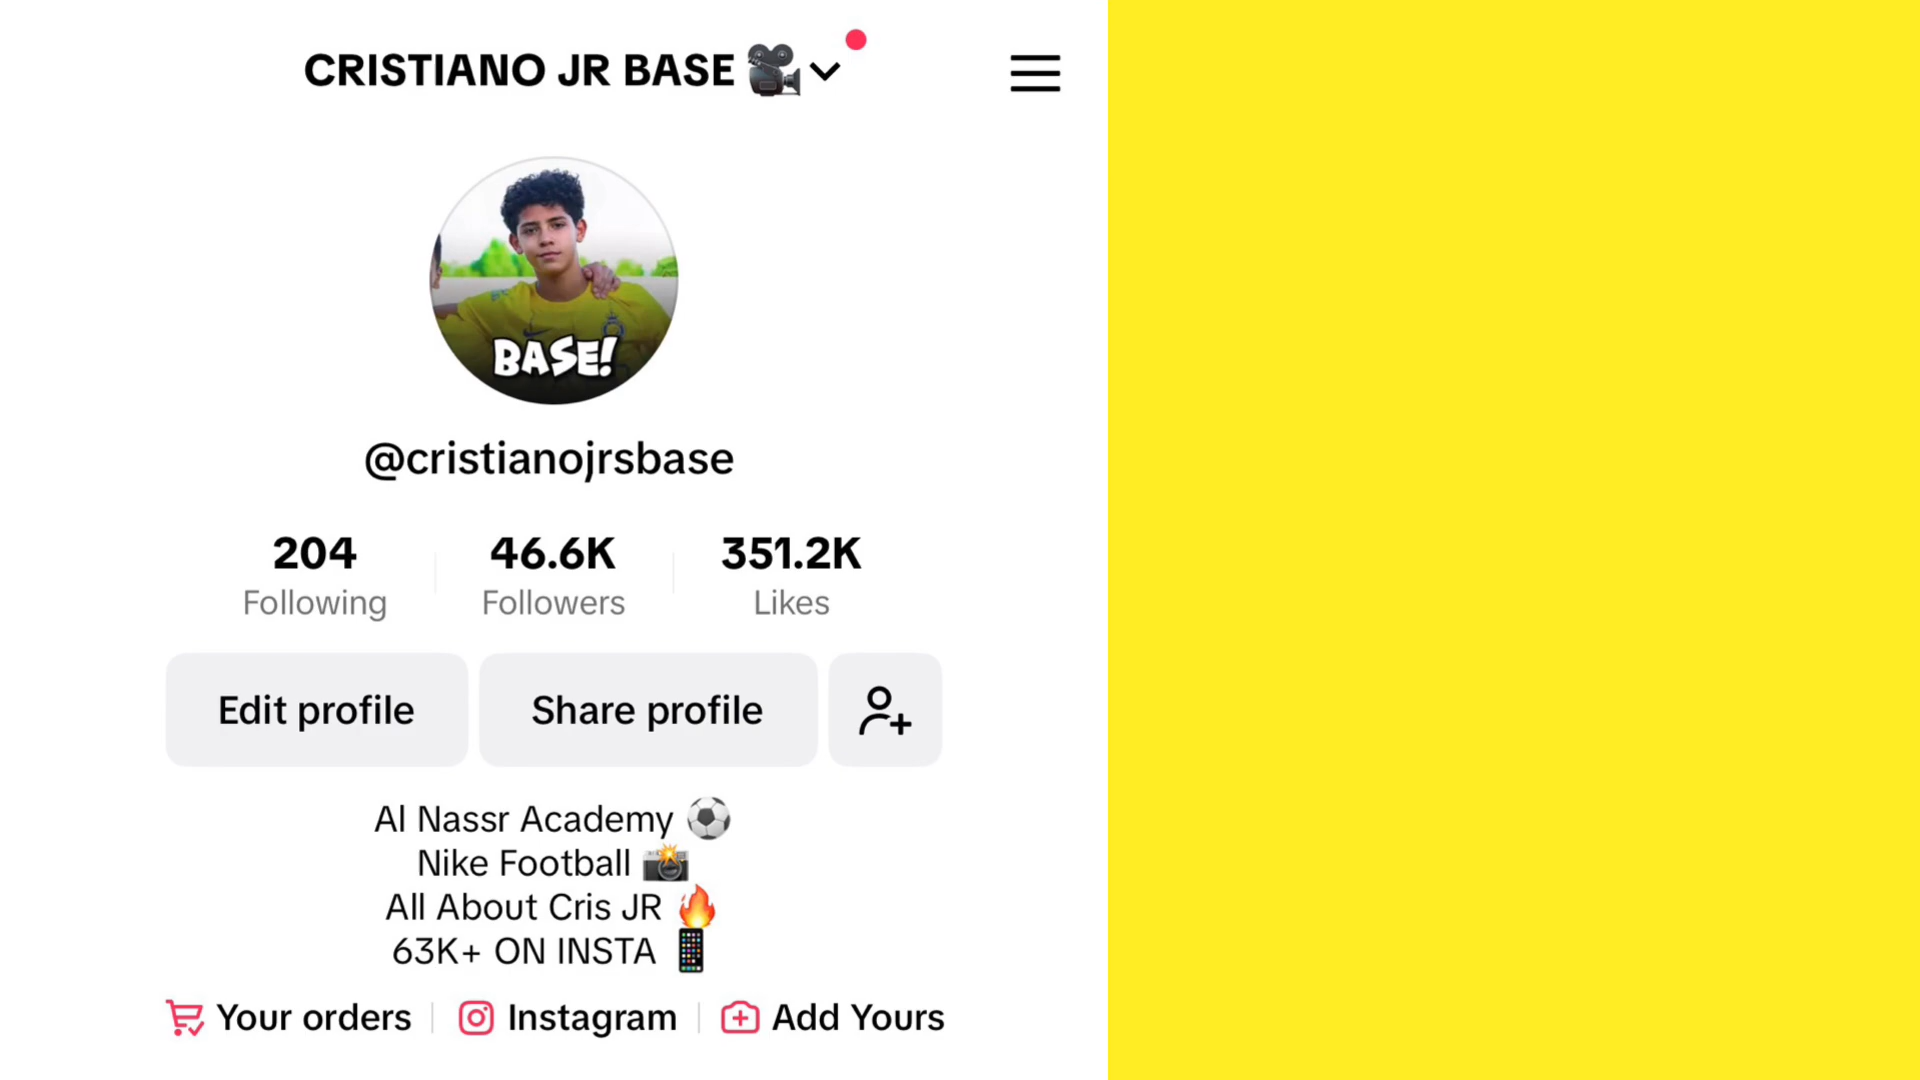 CRISTIANO JR BASE 🎥
BASE!
@cristianojrsbase
204 46.6K 351.2K
Following Followers Likes
Edit profile Share profile
Al Nassr Academy ⚽
Nike Football 📸
All About Cris JR 🔥
63K+ ON INSTA 📱
Your orders Instagram Add Yours